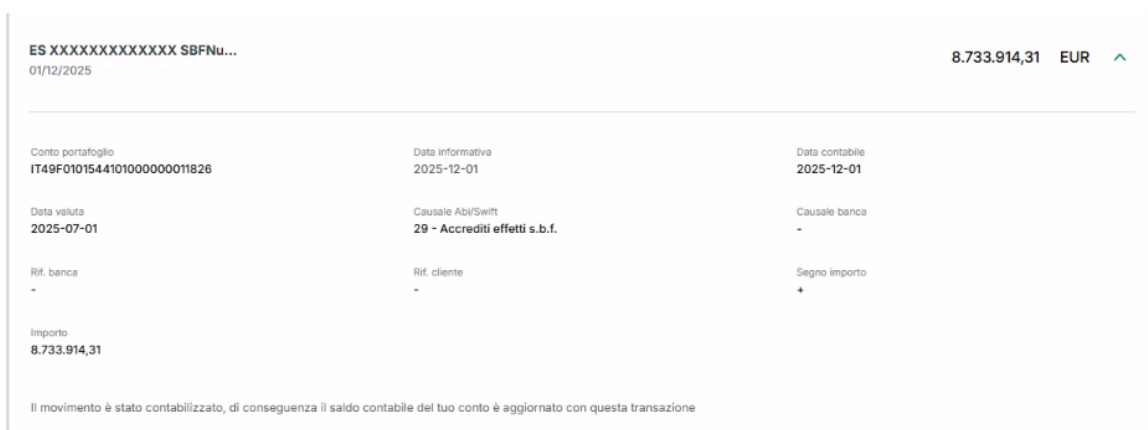 ES XXXXXXXXXXXXX SBFNu...
8.733.914,31 EUR
01/12/2025
Conto portafoglio
Data informativa
Data contabile
IT49F0101544101000000011826
2025-12-01
2025-12-01
Data valuta
Causale Abi/Swift
Causale banca
2025-07-01
29 - Accrediti effetti s.b.f.
-
Rif. banca
Rif. cliente
Segno importo
-
-
+
Importo
8.733.914,31
Il movimento è stato contabilizzato, di conseguenza il saldo contabile del tuo conto è aggiornato con questa transazione